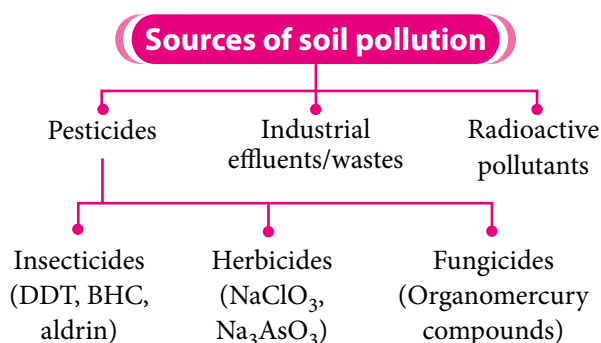 Sources of soil pollution
Pesticides
Industrial
effluents/wastes
Radioactive
pollutants
Insecticides
(DDT, BHC,
aldrin)
Herbicides
(NaClO₃,
Na₃AsO₃)
Fungicides
(Organomercury
compounds)